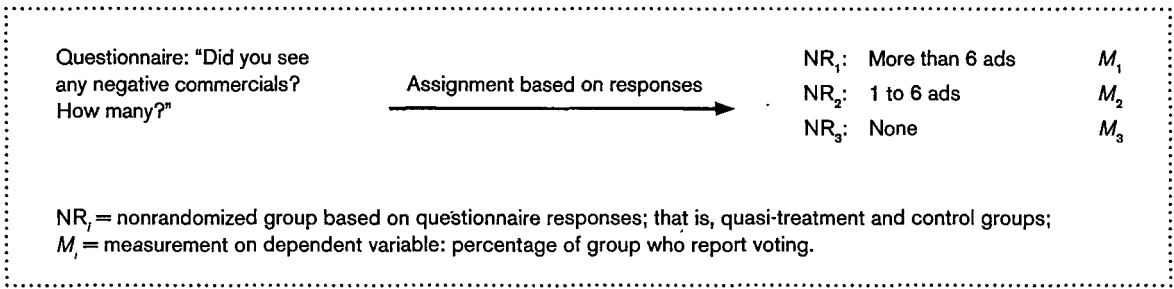 Questionnaire: "Did you see
any negative commercials?
How many?"
Assignment based on responses
NR₁: More than 6 ads M₁
NR₂: 1 to 6 ads M₂
NR₃: None M₃
NRᵢ = nonrandomized group based on questionnaire responses; that is, quasi-treatment and control groups;
Mᵢ = measurement on dependent variable: percentage of group who report voting.